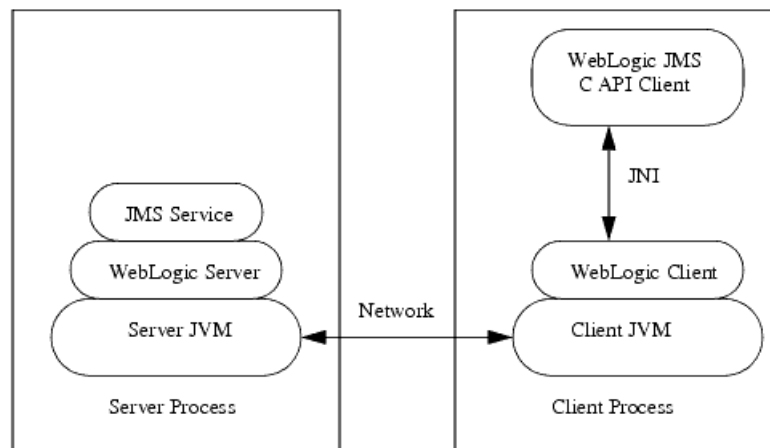 WebLogic JMS
C API Client
JNI
JMS Service
WebLogic Server
WebLogic Client
Network
Server JVM
Client JVM
Server Process
Client Process